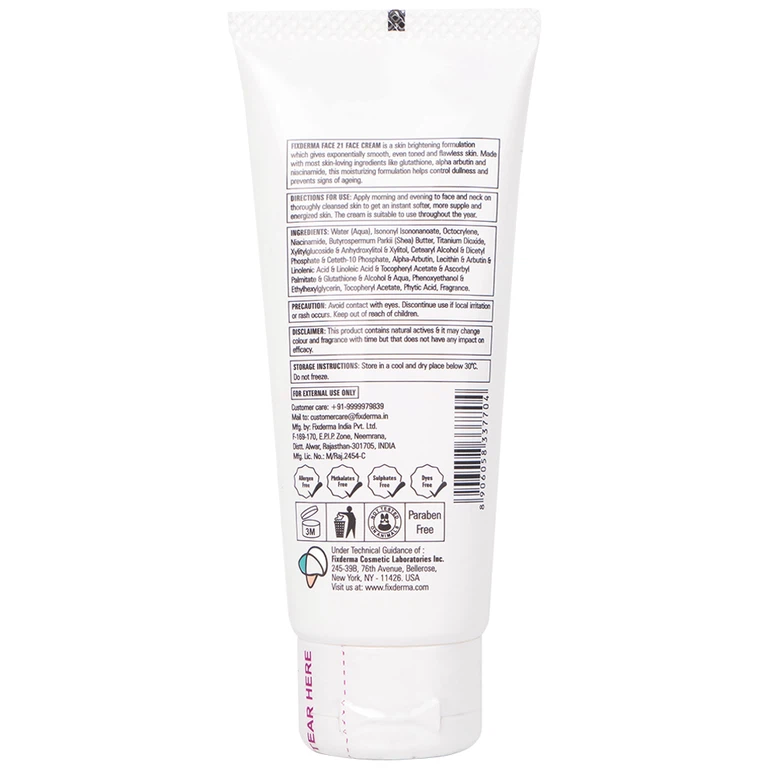 FIXDERMA FACE 21 FACE CREAM is a skin brightening formulation
which gives exponentially smooth, even toned and flawless skin. Made
with most skin-loving ingredients like glutathione, alpha arbutin and
niacinamide, this moisturizing formulation helps control dullness and
prevents signs of ageing.
DIRECTIONS FOR USE: Apply morning and evening to face and neck on
thoroughly cleansed skin to get an instant softer, more supple and
energized skin. The cream is suitable to use throughout the year.
INGREDIENTS: Water (Aqua), Isononyl Isononanoate, Octocrylene,
Niacinamide, Butyrospermum Parkii (Shea) Butter, Titanium Dioxide,
Xylitylglucoside & Anhydroxylitol & Xylitol, Cetearyl Alcohol & Dicetyl
Phosphate & Ceteth-10 Phosphate, Alpha-Arbutin, Lecithin & Arbutin &
Linolenic Acid & Linoleic Acid & Tocopheryl Acetate & Ascorbyl
Palmitate & Glutathione & Alcohol & Aqua, Phenoxyethanol &
Ethylhexylglycerin, Tocopheryl Acetate, Phytic Acid, Fragrance.
PRECAUTION: Avoid contact with eyes. Discontinue use if local irritation
or rash occurs. Keep out of reach of children.
DISCLAIMER: This product contains natural actives & it may change
colour and fragrance with time but that does not have any impact on
efficacy.
STORAGE INSTRUCTIONS: Store in a cool and dry place below 30°C.
Do not freeze.
FOR EXTERNAL USE ONLY
Customer care: +91-9999979839
Mail to: customercare@fixderma.in
Mfg. by: Fixderma India Pvt. Ltd.
F-169-170, E.P.I.P. Zone, Neemrana,
Distt. Alwar, Rajasthan-301705, INDIA
Mfg. Lic. No.: M/Raj.2454-C
8 906058 337704
Allergen Free
Phthalates Free
Sulphates Free
Dyes Free
3M
NOT TESTED ON ANIMALS
Paraben
Free
Under Technical Guidance of :
Fixderma Cosmetic Laboratories Inc.
245-39B, 76th Avenue, Bellerose,
New York, NY - 11426. USA
Visit us at: www.fixderma.com
TEAR HERE